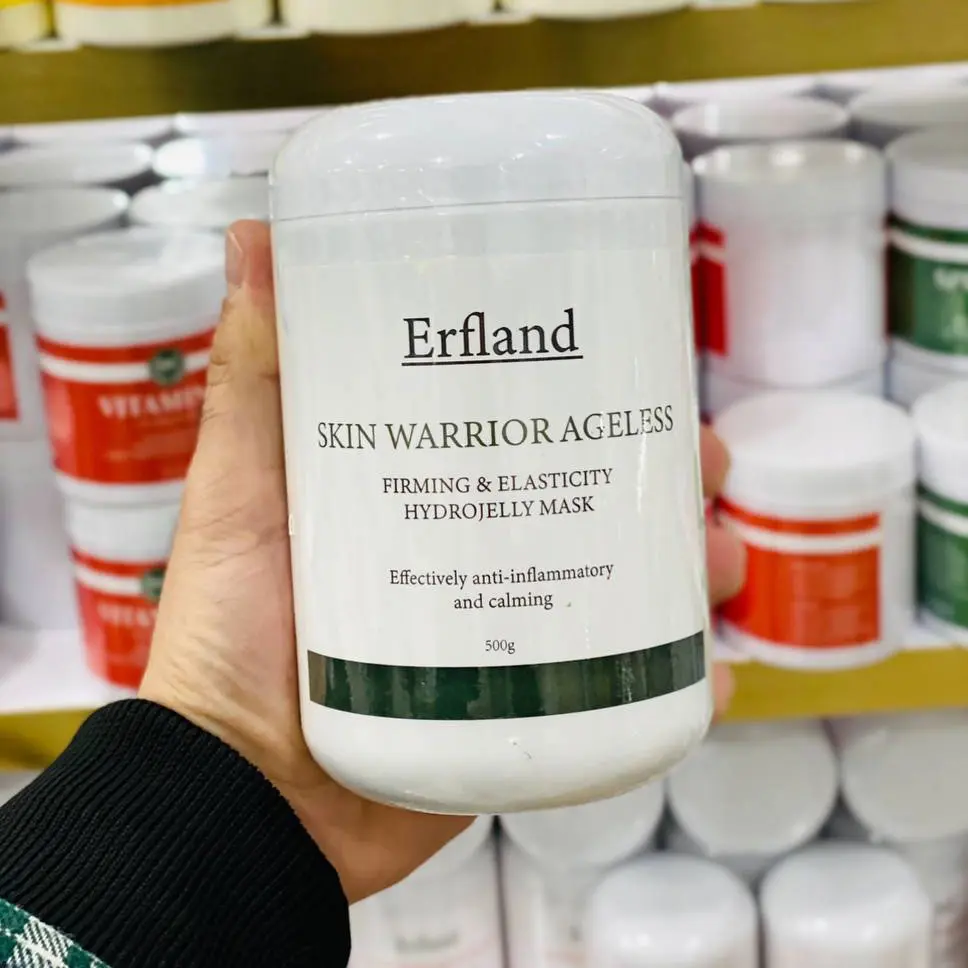 Erfland
SKIN WARRIOR AGELESS
FIRMING & ELASTICITY
HYDROJELLY MASK
Effectively anti-inflammatory
and calming
500g